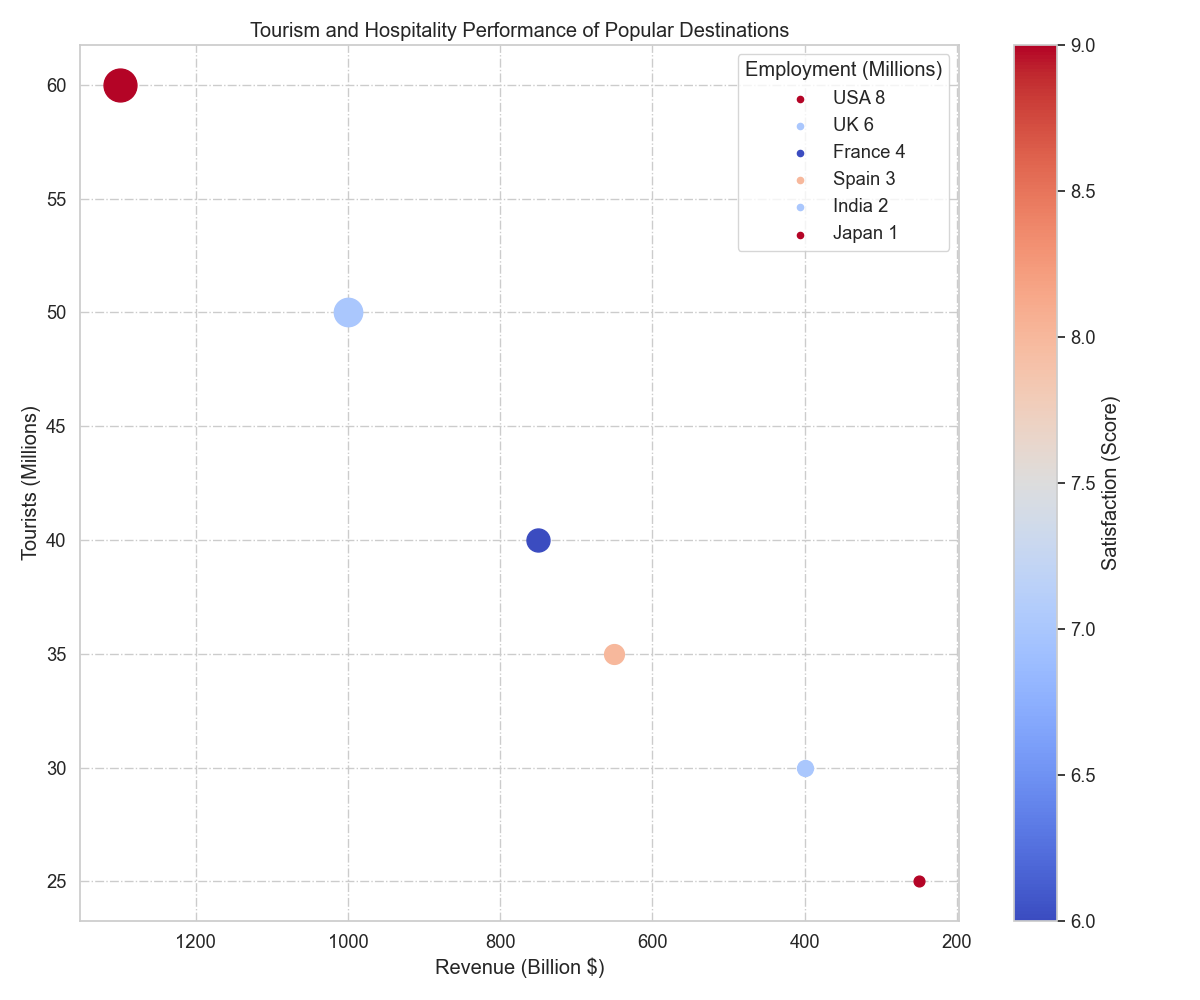 Tourism and Hospitality Performance of Popular Destinations
Employment (Millions)
USA 8
UK 6
France 4
Spain 3
India 2
Japan 1
Tourists (Millions)
60
55
50
45
40
35
30
25
1200
1000
800
600
400
200
Revenue (Billion $)
9.0
8.5
8.0
7.5
7.0
6.5
6.0
Satisfaction (Score)